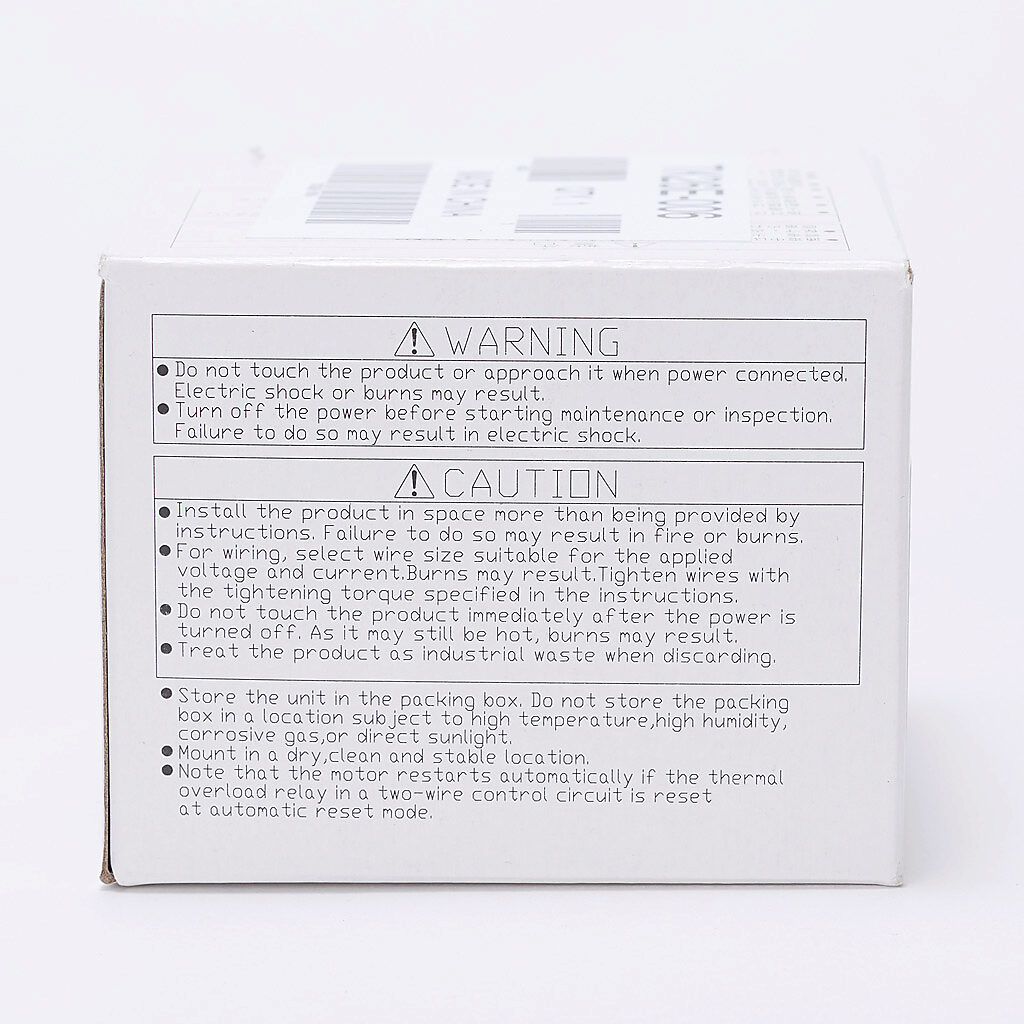 MADE IN CHINA
QTY 1
WARNING
● Do not touch the product or approach it when power connected.
Electric shock or burns may result.
● Turn off the power before starting maintenance or inspection.
Failure to do so may result in electric shock.
CAUTION
● Install the product in space more than being provided by
instructions. Failure to do so may result in fire or burns.
● For wiring, select wire size suitable for the applied
voltage and current.Burns may result.Tighten wires with
the tightening torque specified in the instructions.
● Do not touch the product immediately after the power is
turned off. As it may still be hot, burns may result.
● Treat the product as industrial waste when discarding.
● Store the unit in the packing box. Do not store the packing
box in a location subject to high temperature,high humidity,
corrosive gas,or direct sunlight.
● Mount in a dry,clean and stable location.
● Note that the motor restarts automatically if the thermal
overload relay in a two-wire control circuit is reset
at automatic reset mode.